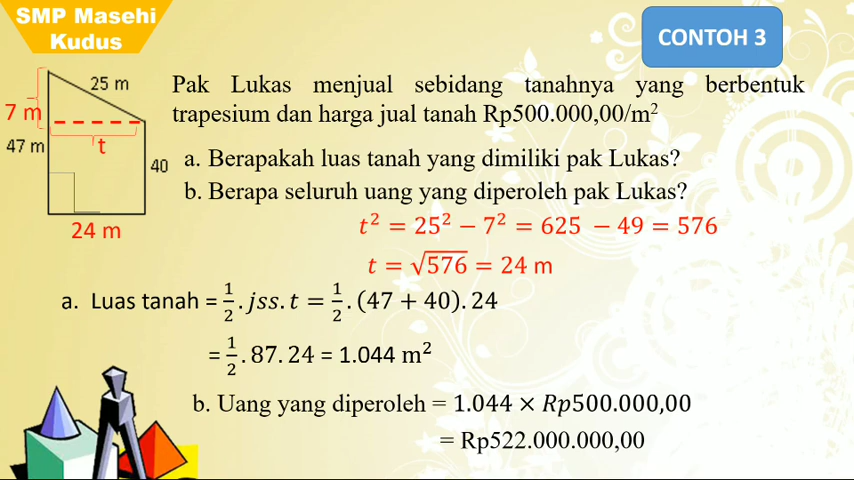 SMP Masehi
Kudus
CONTOH 3
25 m
7 m
t
47 m
40
24 m
Pak Lukas menjual sebidang tanahnya yang berbentuk
trapesium dan harga jual tanah Rp500.000,00/m²
a. Berapakah luas tanah yang dimiliki pak Lukas?
b. Berapa seluruh uang yang diperoleh pak Lukas?
t² = 25² − 7² = 625 − 49 = 576
t = √576 = 24 m
a. Luas tanah = 1/2 . jss. t = 1/2 . (47 + 40). 24
= 1/2 . 87. 24 = 1.044 m²
b. Uang yang diperoleh = 1.044 × Rp500.000,00
= Rp522.000.000,00